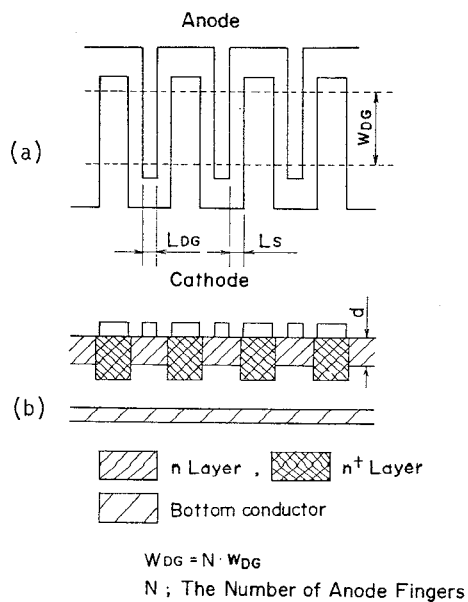 Anode
(a)
WDG
LDG
Ls
Cathode
d
(b)
n Layer , n+ Layer
Bottom conductor
WDG = N · WDG
N ; The Number of Anode Fingers